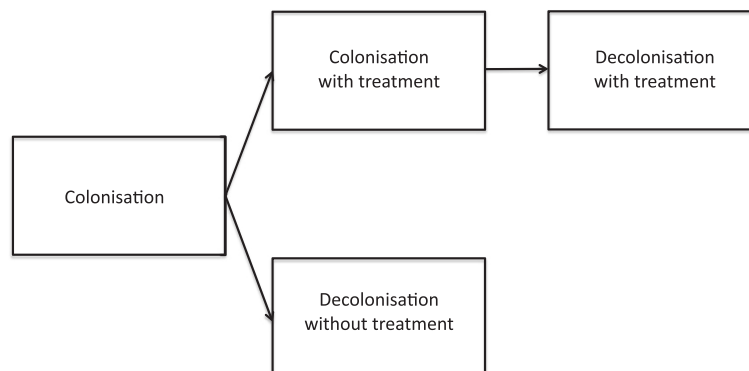 Colonisation
with treatment
Decolonisation
with treatment
Colonisation
Decolonisation
without treatment